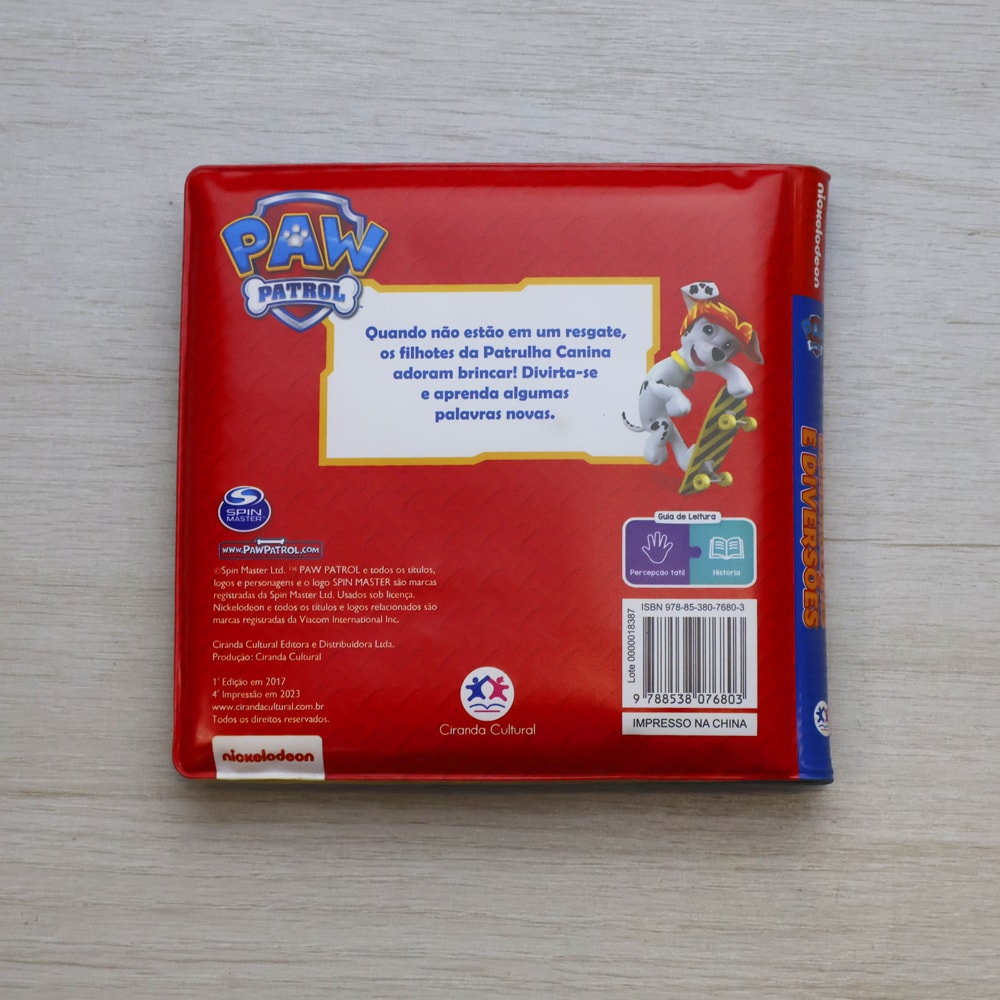 PAW
PATROL
Quando não estão em um resgate,
os filhotes da Patrulha Canina
adoram brincar! Divirta-se
e aprenda algumas
palavras novas.
SPIN
MASTER
www.PawPatrol.com
©Spin Master Ltd. ™ PAW PATROL e todos os títulos,
logos e personagens e o logo SPIN MASTER são marcas
registradas da Spin Master Ltd. Usados sob licença.
Nickelodeon e todos os títulos e logos relacionados são
marcas registradas da Viacom International Inc.
Ciranda Cultural Editora e Distribuidora Ltda.
Produção: Ciranda Cultural
1ª Edição em 2017
4ª Impressão em 2023
www.cirandacultural.com.br
Todos os direitos reservados.
nickelodeon
Ciranda Cultural
Guia de Leitura
Percepção tátil
História
Lote 0000018387
ISBN 978-85-380-7680-3
9 788538 076803
IMPRESSO NA CHINA
nickelodeon
E DIVERSÕES